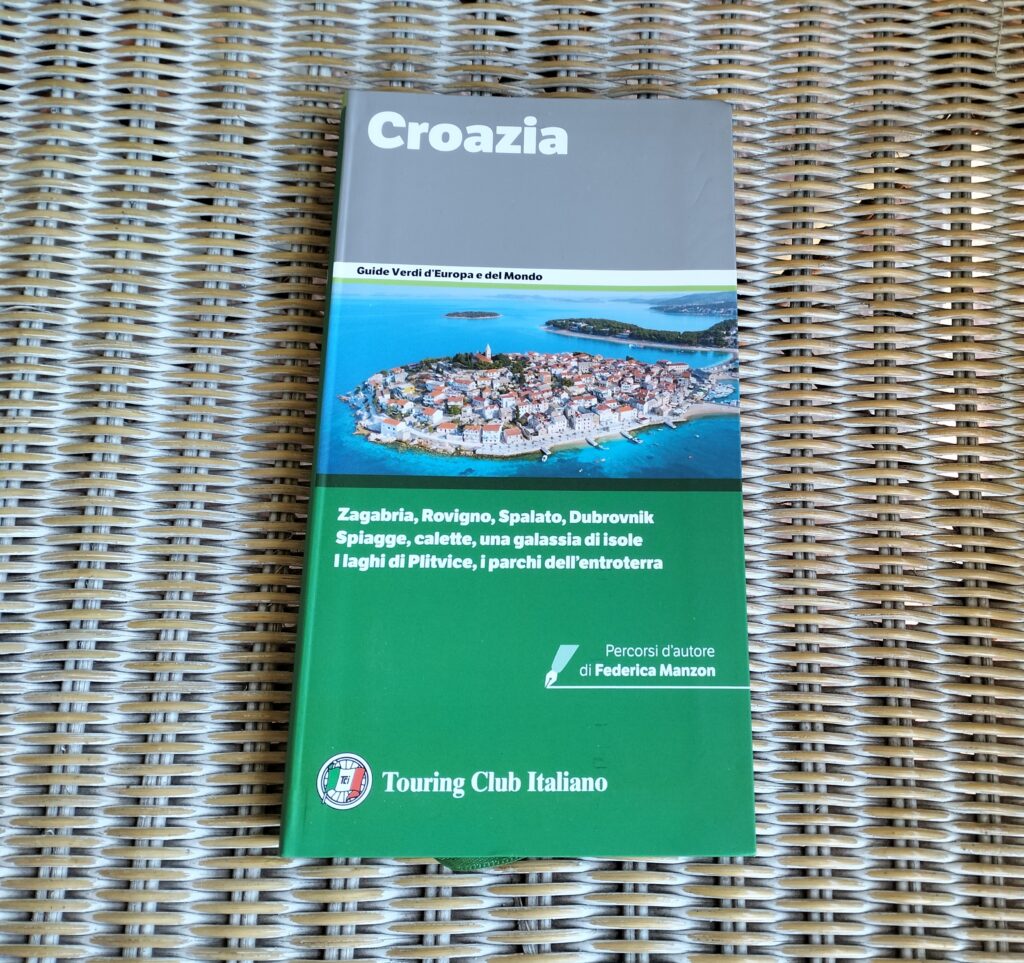 Croazia
Guide Verdi d'Europa e del Mondo
Zagabria, Rovigno, Spalato, Dubrovnik
Spiagge, calette, una galassia di isole
I laghi di Plitvice, i parchi dell'entroterra
Percorsi d'autore
di Federica Manzon
TCI
Touring Club Italiano